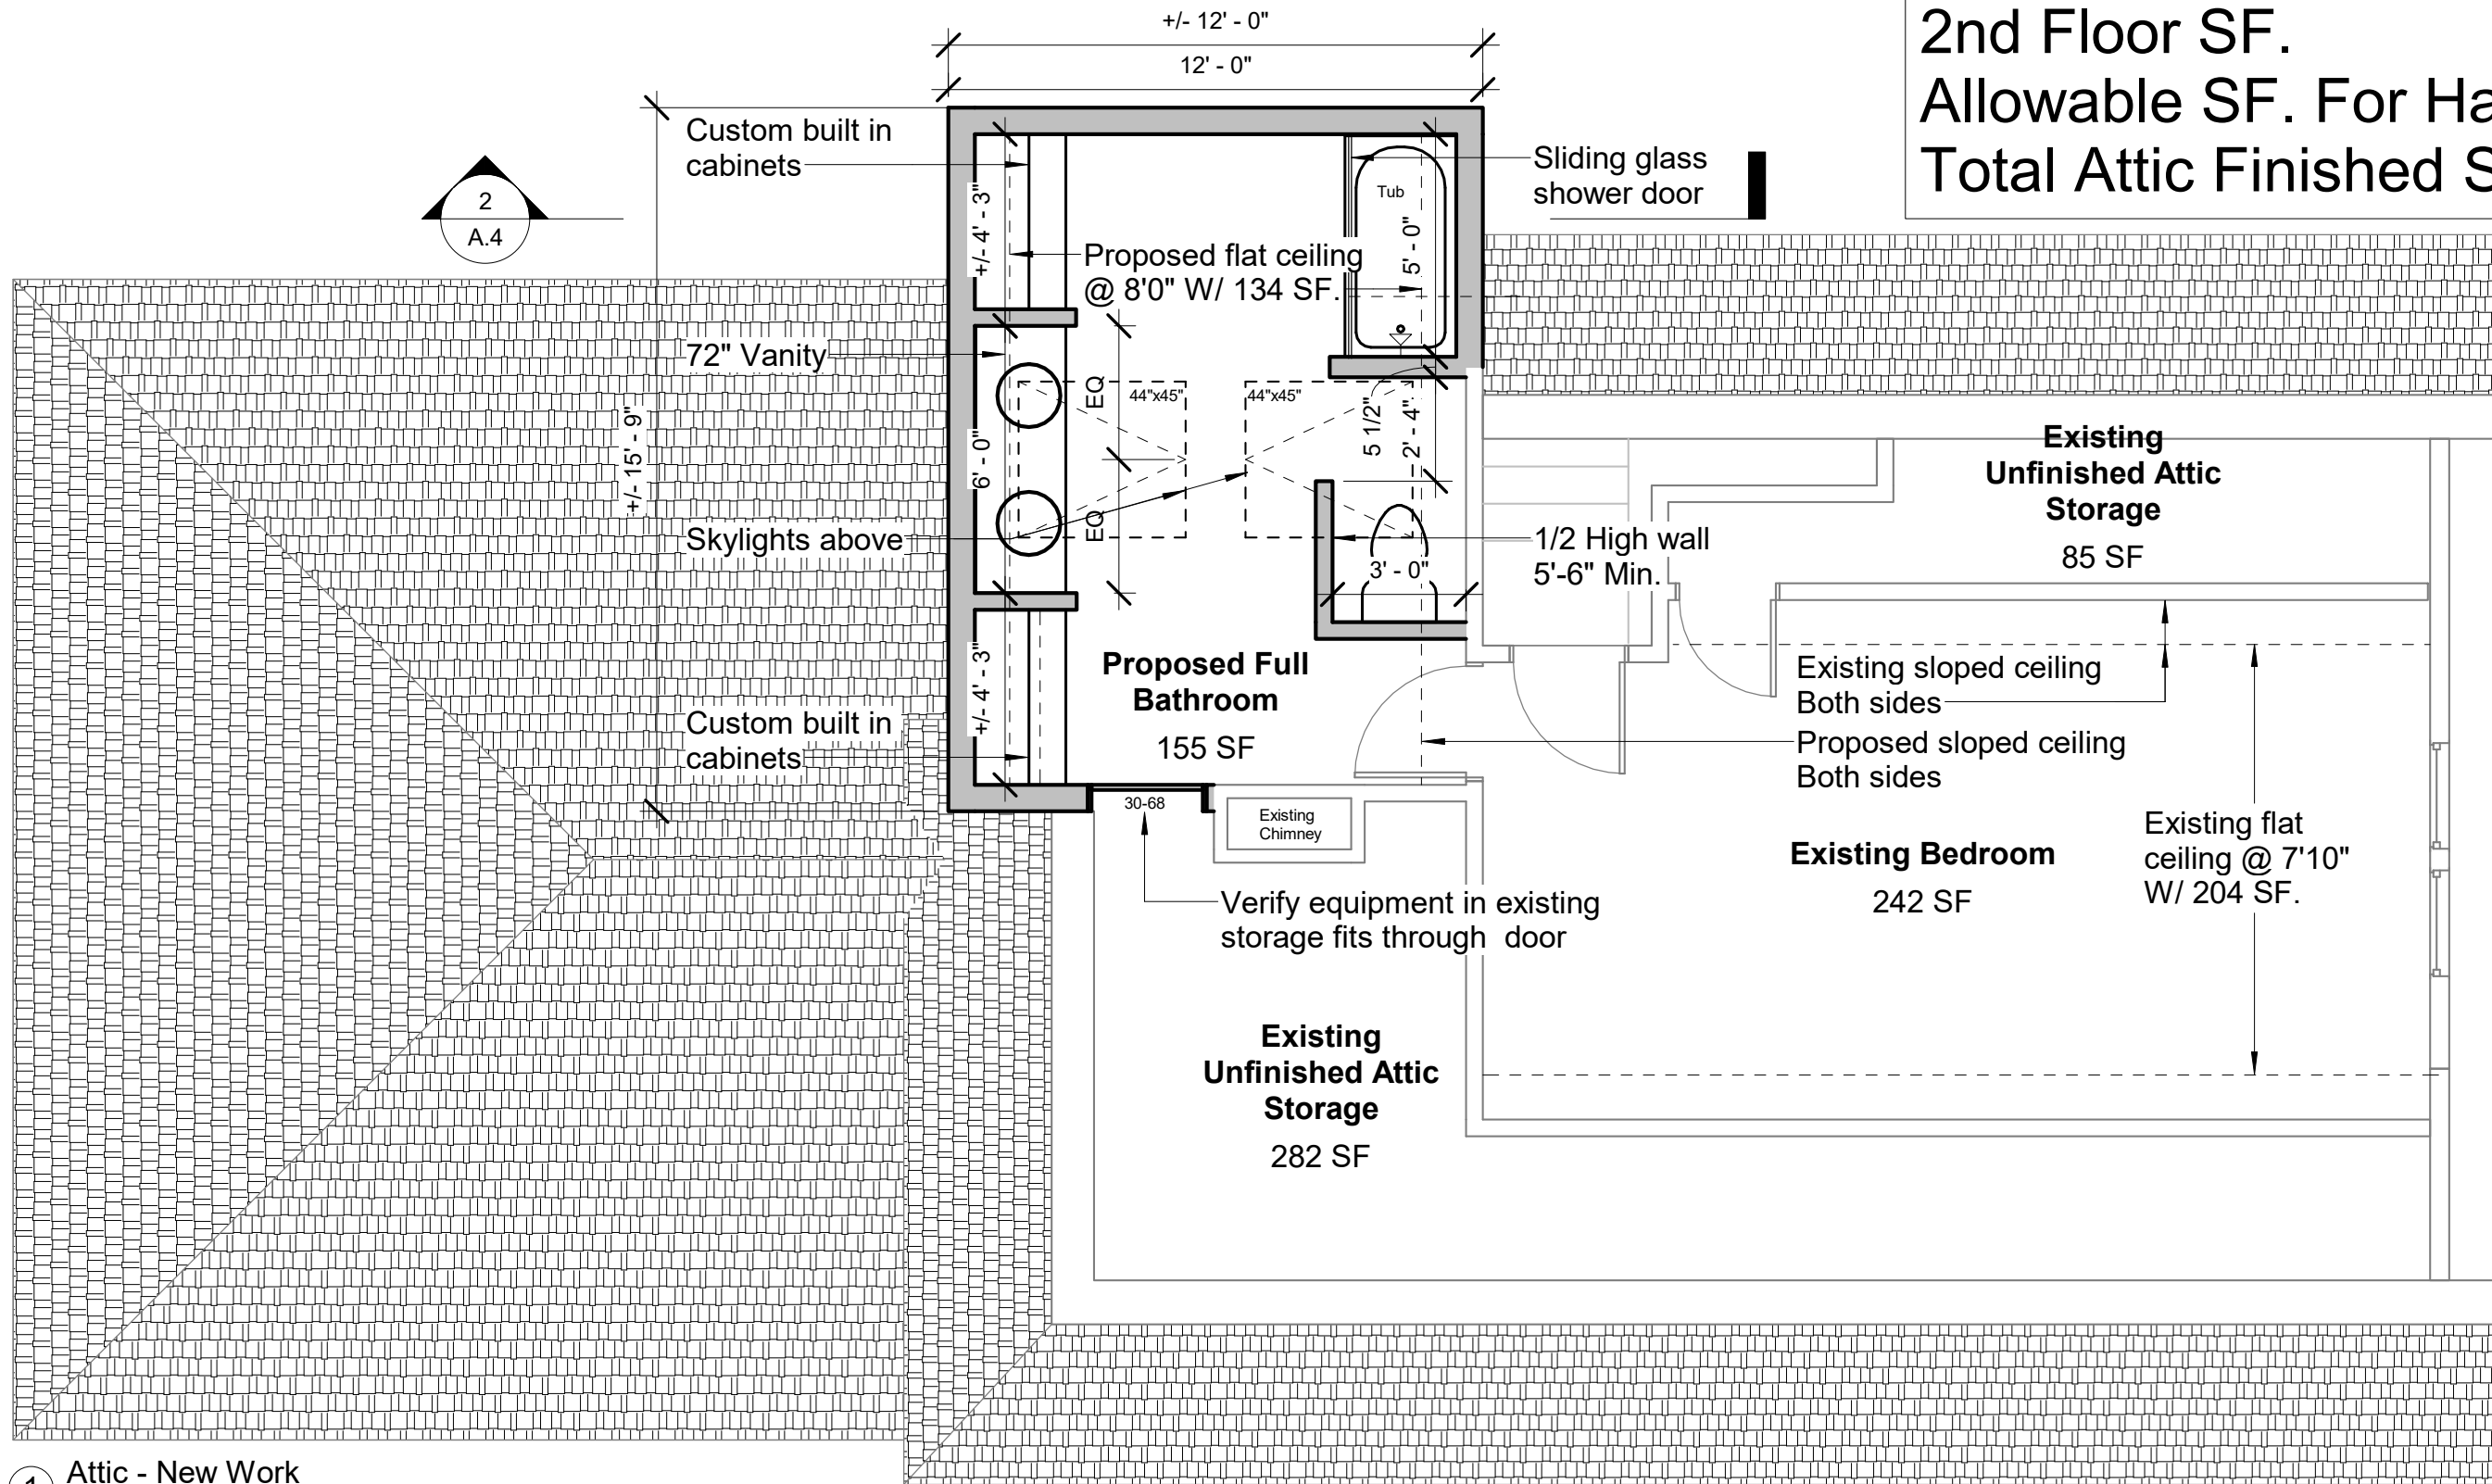 +/- 12' - 0"
12' - 0"
2nd Floor SF.
Allowable SF. For Ha
Total Attic Finished S
Custom built in
cabinets
2
A.4
+/- 4' - 3"
Tub
5' - 0"
Sliding glass
shower door
Proposed flat ceiling
@ 8'0" W/ 134 SF.
72" Vanity
+/- 15' - 9"
6' - 0"
EQ
EQ
44"x45"
44"x45"
5 1/2"
2' - 4"
Skylights above
3' - 0"
1/2 High wall
5'-6" Min.
Existing
Unfinished Attic
Storage
85 SF
Existing sloped ceiling
Both sides
Proposed sloped ceiling
Both sides
+/- 4' - 3"
Proposed Full
Bathroom
155 SF
Custom built in
cabinets
30-68
Existing
Chimney
Existing Bedroom
242 SF
Existing flat
ceiling @ 7'10"
W/ 204 SF.
Verify equipment in existing
storage fits through door
Existing
Unfinished Attic
Storage
282 SF
1
Attic - New Work